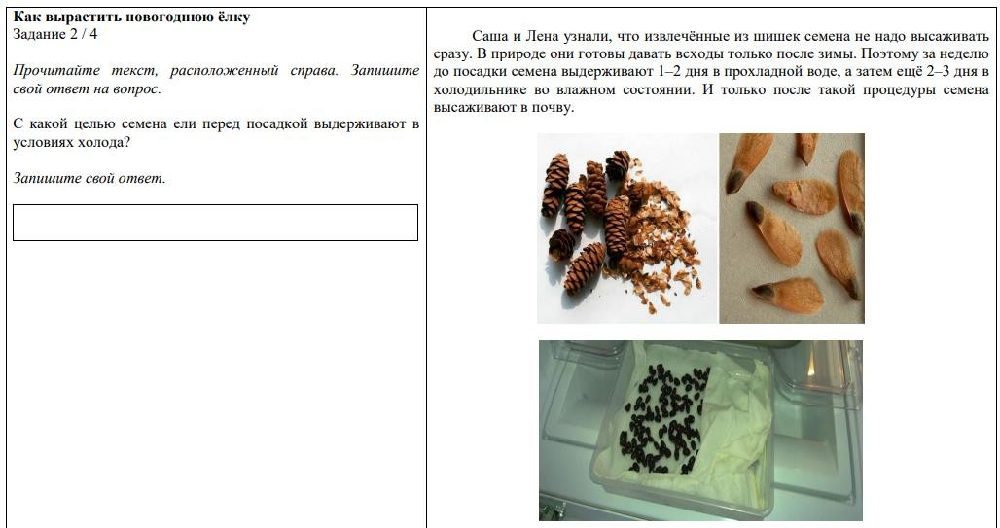 Как вырастить новогоднюю ёлку
Задание 2 / 4
Прочитайте текст, расположенный справа. Запишите
свой ответ на вопрос.
С какой целью семена ели перед посадкой выдерживают в
условиях холода?
Запишите свой ответ.
Саша и Лена узнали, что извлечённые из шишек семена не надо высаживать
сразу. В природе они готовы давать всходы только после зимы. Поэтому за неделю
до посадки семена выдерживают 1–2 дня в прохладной воде, а затем ещё 2–3 дня в
холодильнике во влажном состоянии. И только после такой процедуры семена
высаживают в почву.